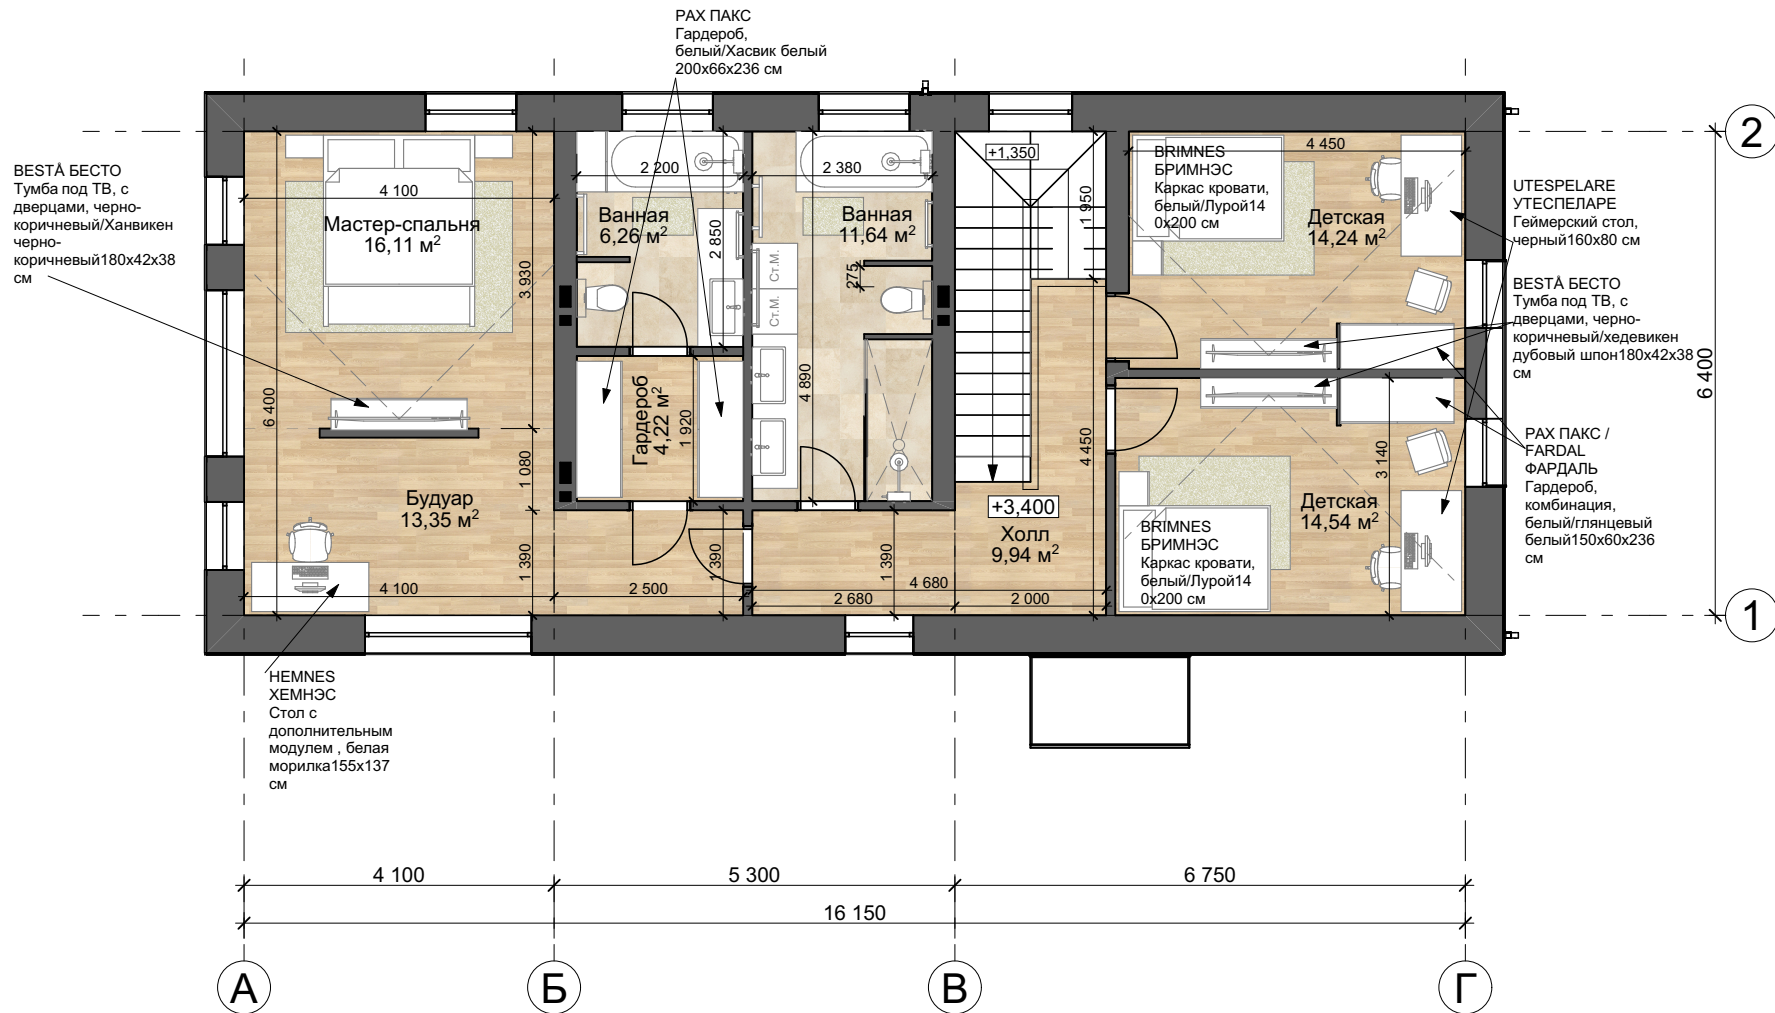 PAX ПАКС
Гардероб,
белый/Хасвик белый
200x66x236 см
BESTÅ БЕСТО
Тумба под ТВ, с
дверцами, черно-
коричневый/Ханвикен
черно-
коричневый180x42x38
см
+1,350
4 450
BRIMNES
БРИМНЭС
Каркас кровати,
белый/Лурой14
0x200 см
Детская
14,24 м²
2
UTESPELARE
УТЕСПЕЛАРЕ
Геймерский стол,
черный160x80 см
BESTÅ БЕСТО
Тумба под ТВ, с
дверцами, черно-
коричневый/хедевикен
дубовый шпон180x42x38
см
4 100
Мастер-спальня
16,11 м²
3 930
6 400
2 200
Ванная
6,26 м²
2 850
2 380
Ванная
11,64 м²
Ст.М.
Ст.М.
275
1 950
4 890
4 450
Гардероб
4,22 м²
1 920
1 080
Будуар
13,35 м²
1 390
1 390
1 390
4 100
2 500
+3,400
Холл
9,94 м²
4 680
2 680
2 000
3 140
Детская
14,54 м²
BRIMNES
БРИМНЭС
Каркас кровати,
белый/Лурой14
0x200 см
6 400
PAX ПАКС /
FARDAL
ФАРДАЛЬ
Гардероб,
комбинация,
белый/глянцевый
белый150x60x236
см
1
HEMNES
ХЕМНЭС
Стол с
дополнительным
модулем , белая
морилка155x137
см
4 100
5 300
6 750
16 150
А
Б
В
Г